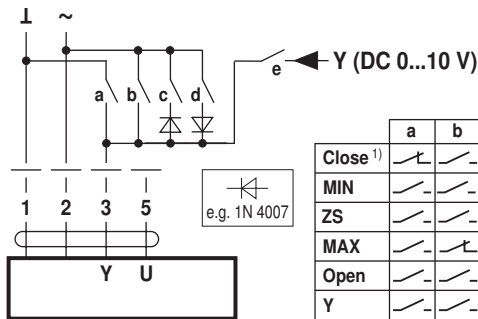 ⊥ ~
e Y (DC 0...10 V)
a b c d
1 2 3 5
e.g. 1N 4007
Y U
a b
Close 1)
MIN
ZS
MAX
Open
Y